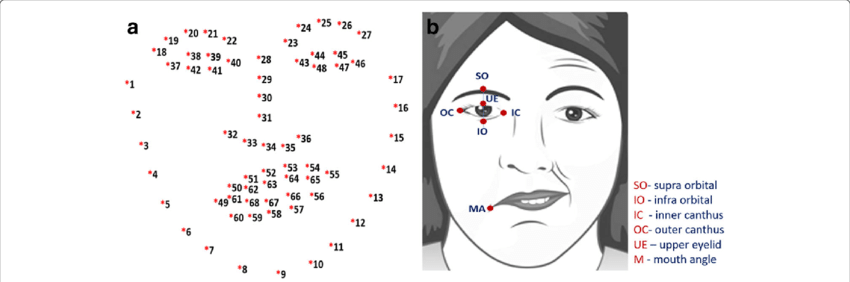 a
*24 *25 *26
*20 *21
*19 *22 *27
*23
*18 *38 *39 *44 *45
*28
*37 *42 *41 *40 *43 *48 *47 *46
*29 *17
*1
*30
*16
*2 *31
*32 *36 *15
*3 *33 *34 *35
*53 *54 *14
*4 *52 *55
*51 *63 *64 *65
*50 *62
*49 *61 *68 *67 *66 *56 *13
*5
*60 *59 *58 *57
*12
*6
*11
*7
*10
*8 *9
b
SO
UE
OC IC
IO
MA
SO- supra orbital
IO - infra orbital
IC - inner canthus
OC- outer canthus
UE – upper eyelid
M - mouth angle